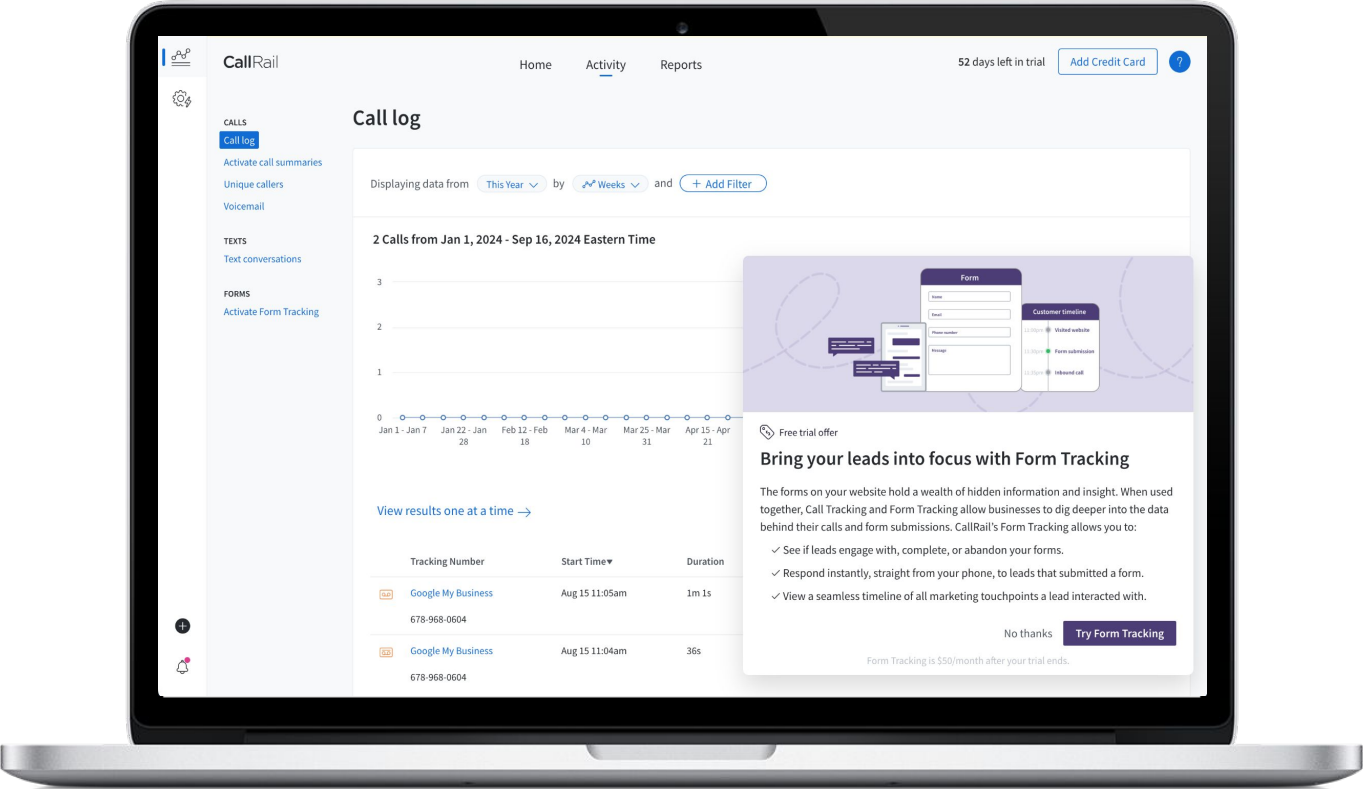 CallRail
Home
Activity
Reports
52 days left in trial
Add Credit Card
?
CALLS
Call log
Activate call summaries
Unique callers
Voicemail
TEXTS
Text conversations
FORMS
Activate Form Tracking
Call log
Displaying data from This Year by Weeks and + Add Filter
2 Calls from Jan 1, 2024 - Sep 16, 2024 Eastern Time
3
2
1
0
Jan 1 - Jan 7
Jan 22 - Jan
28
Feb 12 - Feb
18
Mar 4 - Mar
10
Mar 25 - Mar
31
Apr 15 - Apr
21
View results one at a time →
Tracking Number
Start Time▼
Duration
Google My Business
Aug 15 11:05am
1m 1s
678-968-0604
Google My Business
Aug 15 11:04am
36s
678-968-0604
Form
Name
Email
Phone number
Message
Customer timeline
Visited website
Form submission
Inbound call
Free trial offer
Bring your leads into focus with Form Tracking
The forms on your website hold a wealth of hidden information and insight. When used
together, Call Tracking and Form Tracking allow businesses to dig deeper into the data
behind their calls and form submissions. CallRail's Form Tracking allows you to:
✓ See if leads engage with, complete, or abandon your forms.
✓ Respond instantly, straight from your phone, to leads that submitted a form.
✓ View a seamless timeline of all marketing touchpoints a lead interacted with.
No thanks
Try Form Tracking
Form Tracking is $50/month after your trial ends.